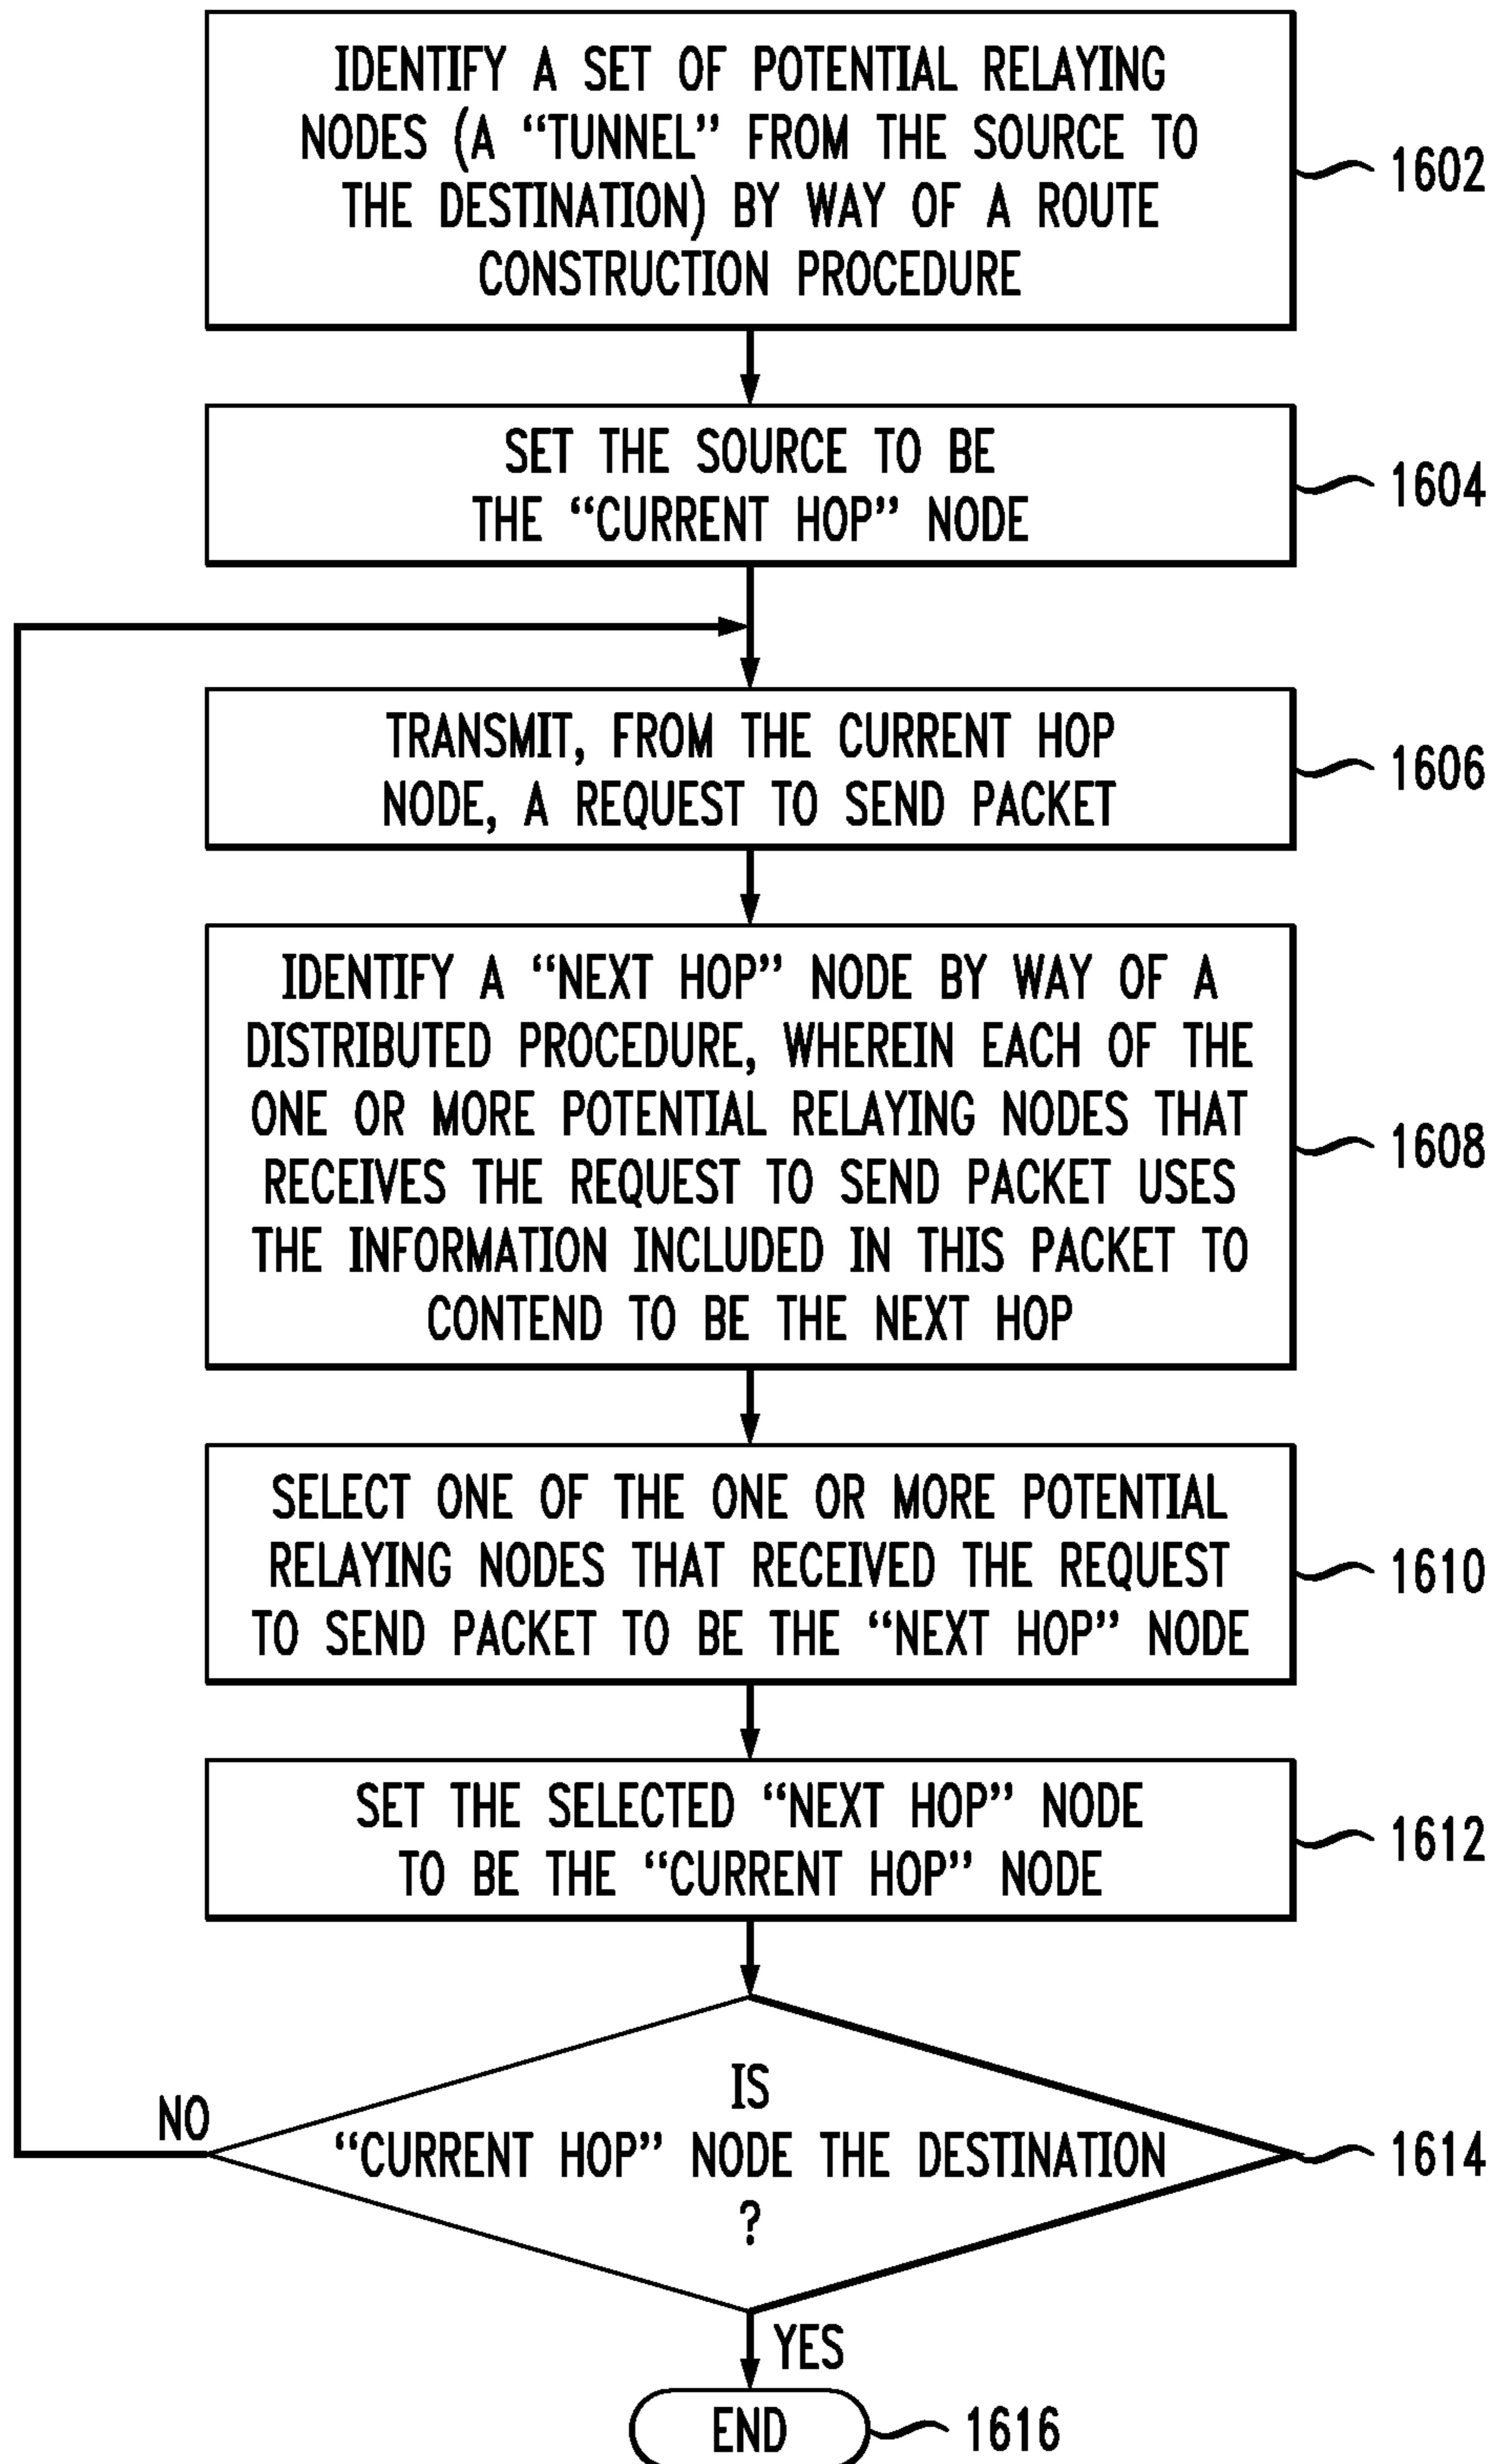 IDENTIFY A SET OF POTENTIAL RELAYING
NODES (A “TUNNEL” FROM THE SOURCE TO
THE DESTINATION) BY WAY OF A ROUTE
CONSTRUCTION PROCEDURE
1602
SET THE SOURCE TO BE
THE “CURRENT HOP” NODE
1604
TRANSMIT, FROM THE CURRENT HOP
NODE, A REQUEST TO SEND PACKET
1606
IDENTIFY A “NEXT HOP” NODE BY WAY OF A
DISTRIBUTED PROCEDURE, WHEREIN EACH OF THE
ONE OR MORE POTENTIAL RELAYING NODES THAT
RECEIVES THE REQUEST TO SEND PACKET USES
THE INFORMATION INCLUDED IN THIS PACKET TO
CONTEND TO BE THE NEXT HOP
1608
SELECT ONE OF THE ONE OR MORE POTENTIAL
RELAYING NODES THAT RECEIVED THE REQUEST
TO SEND PACKET TO BE THE “NEXT HOP” NODE
1610
SET THE SELECTED “NEXT HOP” NODE
TO BE THE “CURRENT HOP” NODE
1612
IS
“CURRENT HOP” NODE THE DESTINATION
?
1614
NO
YES
END
1616